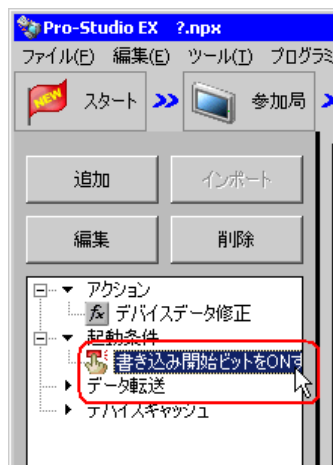 Pro-Studio EX ?.npx
ファイル(F) 編集(E) ツール(T) プログラミ
NEW スタート 参加局
追加 インポート
編集 削除
アクション
fx デバイスデータ修正
起動条件
書き込み開始ビットをONす
データ転送
デバイスキャッシュ